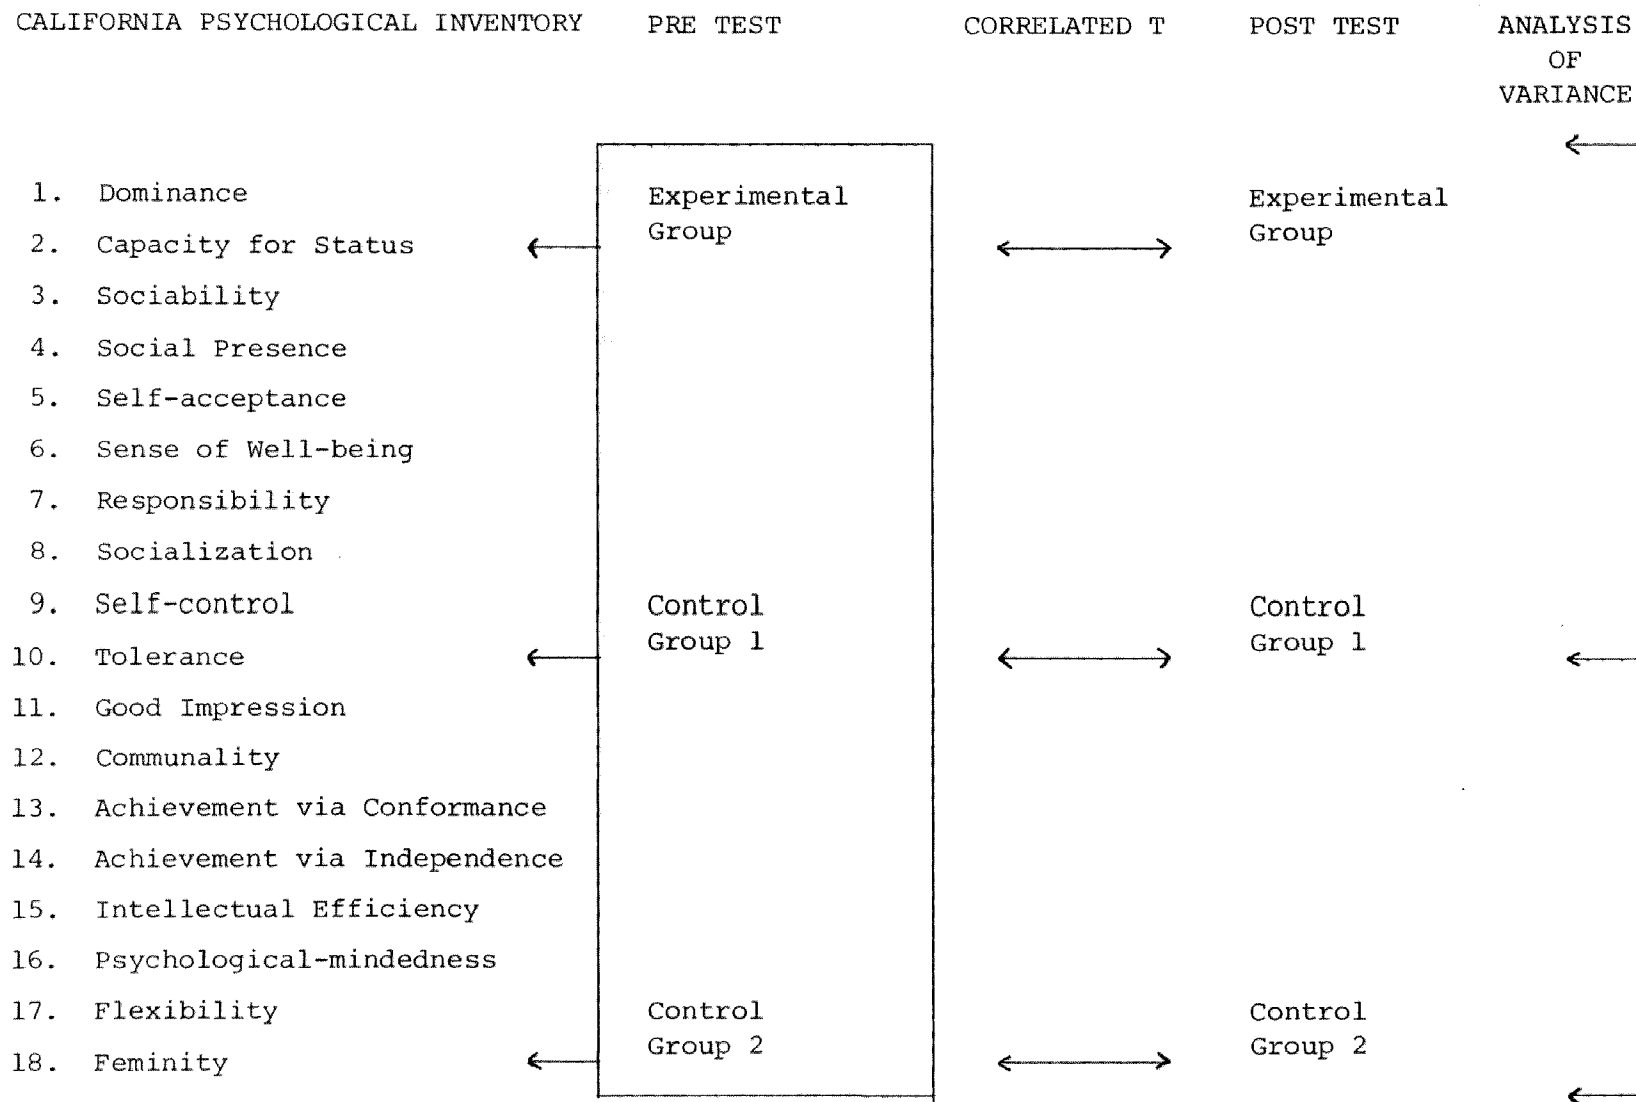 CALIFORNIA PSYCHOLOGICAL INVENTORY PRE TEST CORRELATED T POST TEST ANALYSIS
OF
VARIANCE
1. Dominance Experimental Experimental
Group Group
2. Capacity for Status
3. Sociability
4. Social Presence
5. Self-acceptance
6. Sense of Well-being
7. Responsibility
8. Socialization
9. Self-control Control Control
Group 1 Group 1
10. Tolerance
11. Good Impression
12. Communality
13. Achievement via Conformance
14. Achievement via Independence
15. Intellectual Efficiency
16. Psychological-mindedness
17. Flexibility Control Control
Group 2 Group 2
18. Feminity